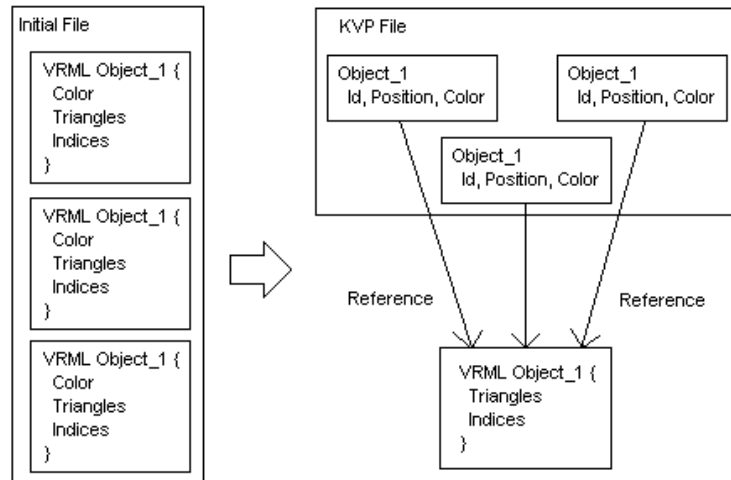 Initial File
VRML Object_1 {
Color
Triangles
Indices
}
VRML Object_1 {
Color
Triangles
Indices
}
VRML Object_1 {
Color
Triangles
Indices
}
KVP File
Object_1
Id, Position, Color
Object_1
Id, Position, Color
Object_1
Id, Position, Color
Reference
Reference
VRML Object_1 {
Triangles
Indices
}